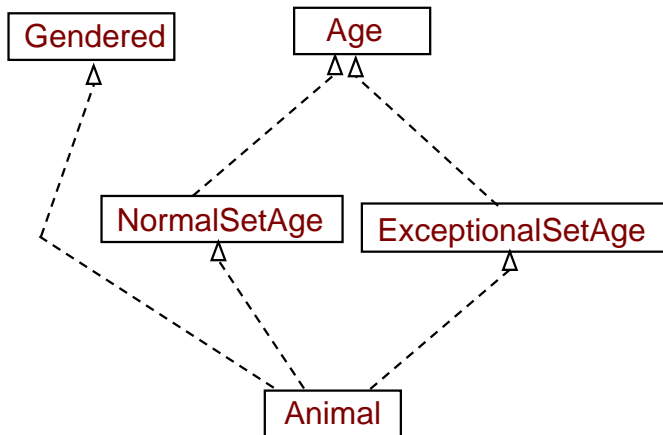 Gendered
Age
NormalSetAge
ExceptionalSetAge
Animal